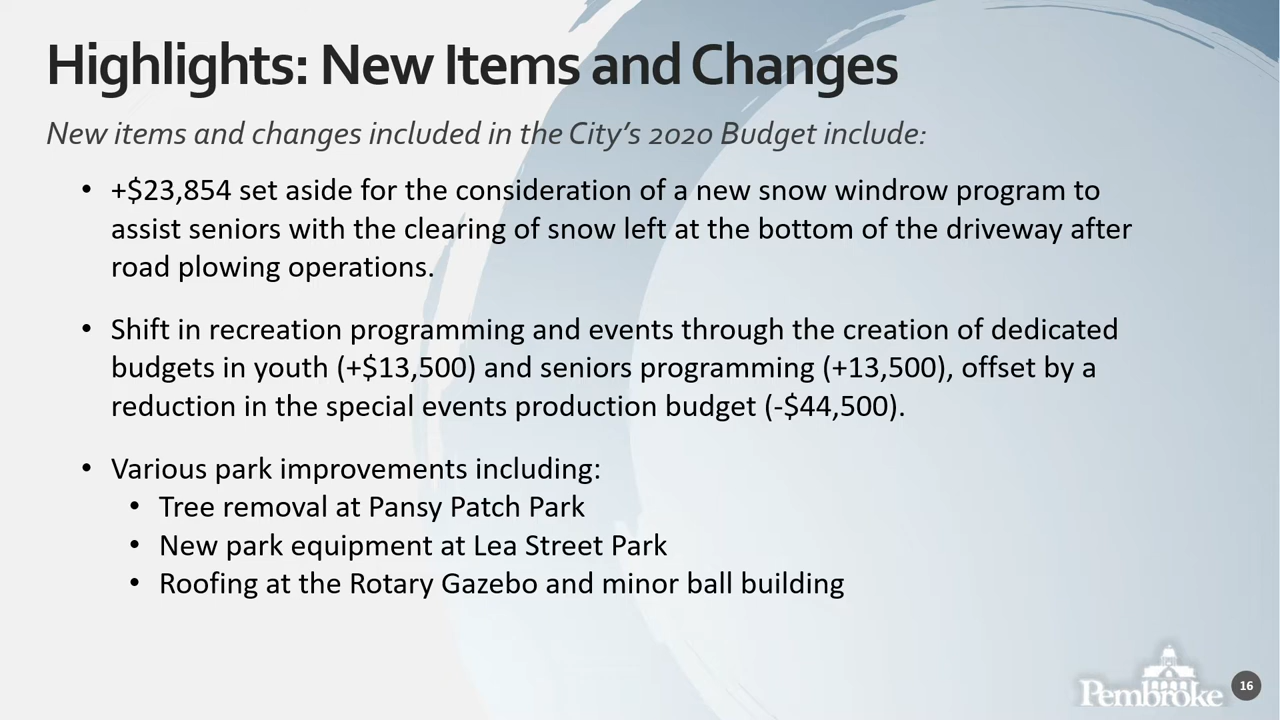 Highlights: New Items and Changes
New items and changes included in the City's 2020 Budget include:
• +$23,854 set aside for the consideration of a new snow windrow program to
assist seniors with the clearing of snow left at the bottom of the driveway after
road plowing operations.
• Shift in recreation programming and events through the creation of dedicated
budgets in youth (+$13,500) and seniors programming (+13,500), offset by a
reduction in the special events production budget (-$44,500).
• Various park improvements including:
• Tree removal at Pansy Patch Park
• New park equipment at Lea Street Park
• Roofing at the Rotary Gazebo and minor ball building
Pembroke
16